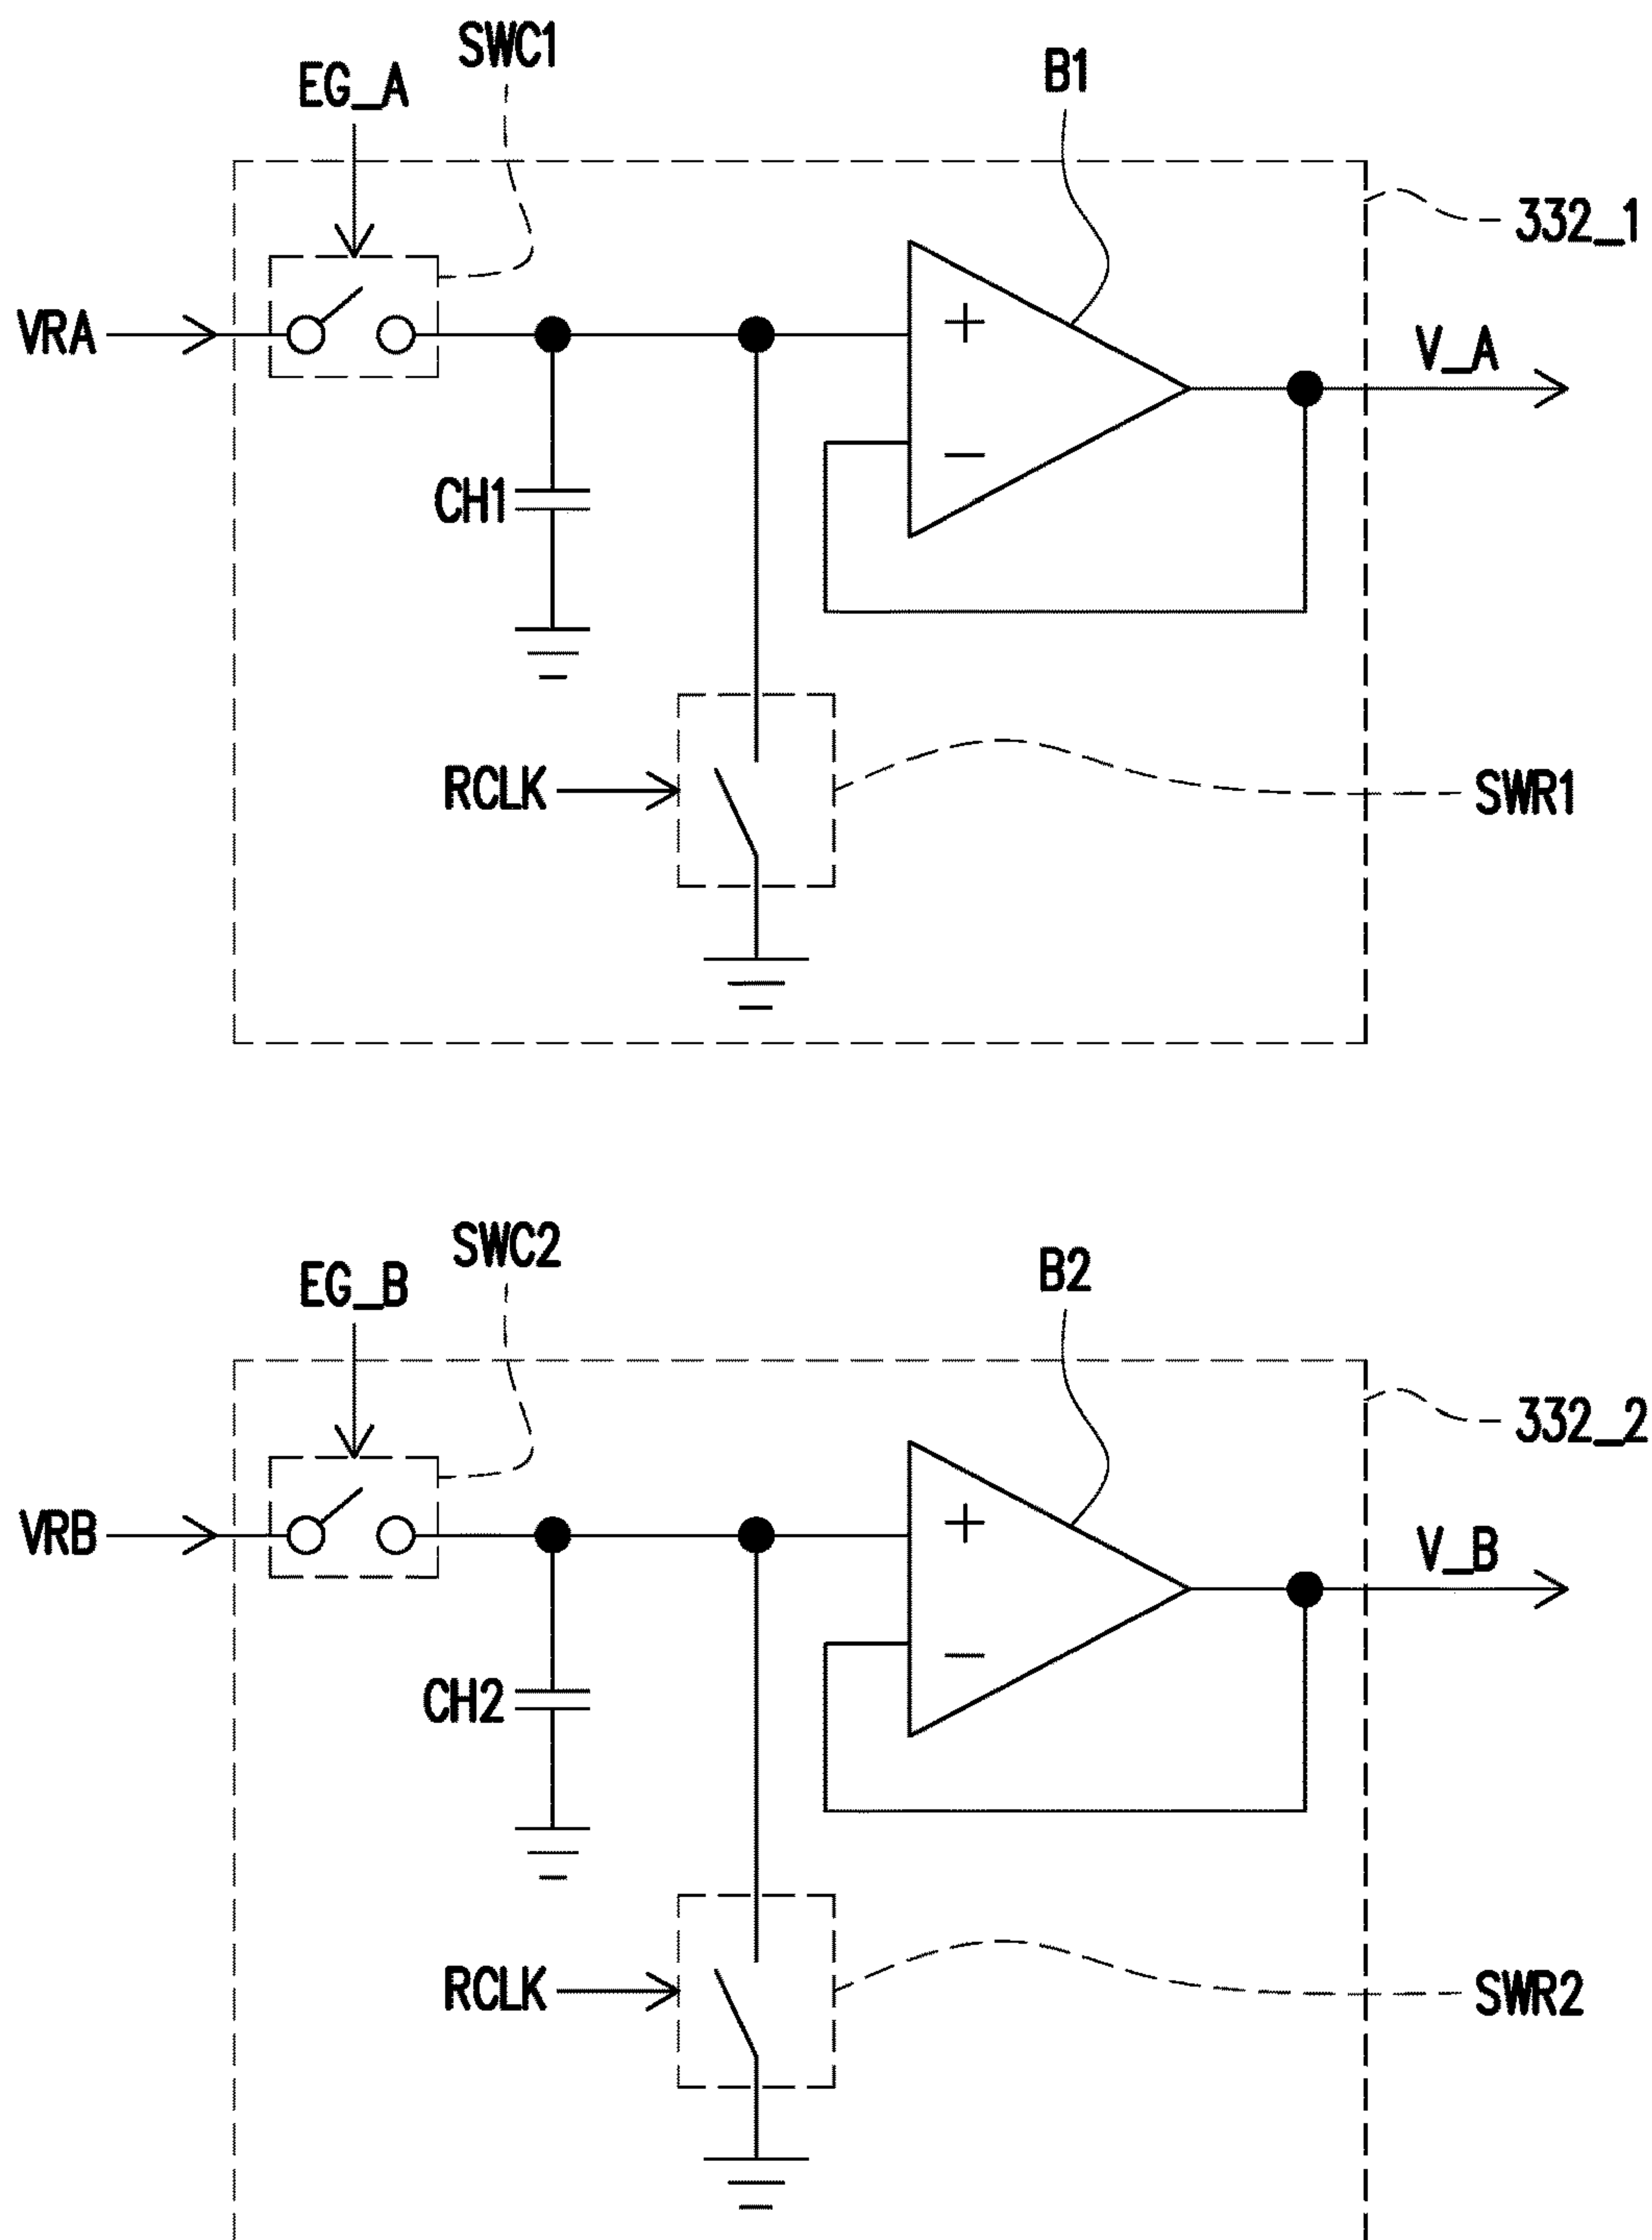 SWC1
EG_A
B1
332_1
VRA
+
V_A
−
CH1
RCLK
SWR1
SWC2
EG_B
B2
332_2
VRB
+
V_B
−
CH2
RCLK
SWR2